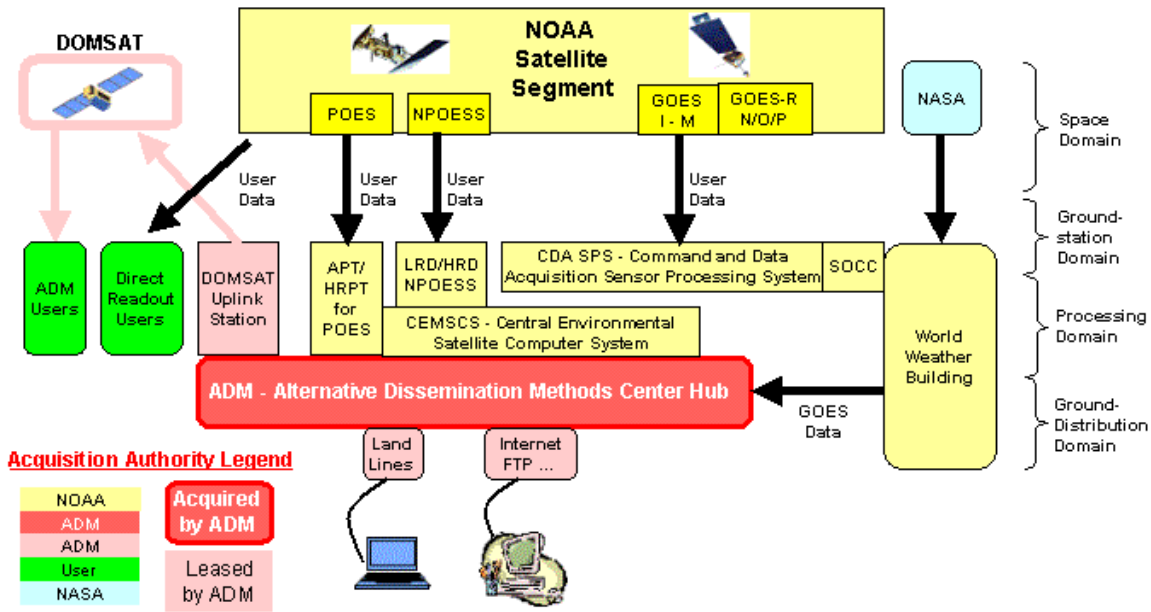 DOMSAT
NOAA
Satellite
Segment
POES
NPOESS
GOES
I - M
GOES-R
N/O/P
NASA
Space
Domain
User
Data
User
Data
User
Data
User
Data
Ground-
station
Domain
ADM
Users
Direct
Readout
Users
DOMSAT
Uplink
Station
APT/
HRPT
for
POES
LRD/HRD
NPOESS
CDA SPS - Command and Data
Acquisition Sensor Processing System
SOCC
CEMSCS - Central Environmental
Satellite Computer System
World
Weather
Building
Processing
Domain
ADM - Alternative Dissemination Methods Center Hub
GOES
Data
Ground-
Distribution
Domain
Land
Lines
Internet
FTP ...
Acquisition Authority Legend
NOAA
ADM
ADM
User
NASA
Acquired
by ADM
Leased
by ADM